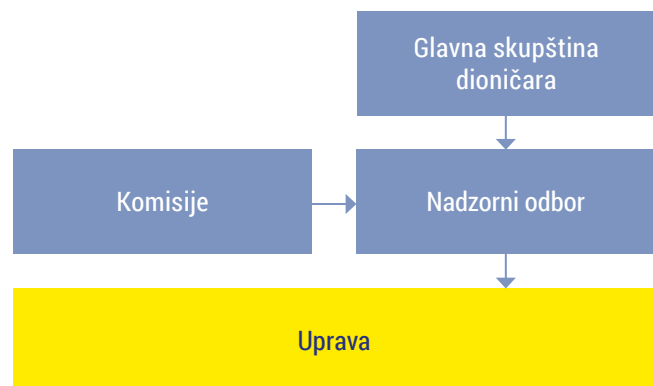 Glavna skupština
dioničara
Komisije
Nadzorni odbor
Uprava